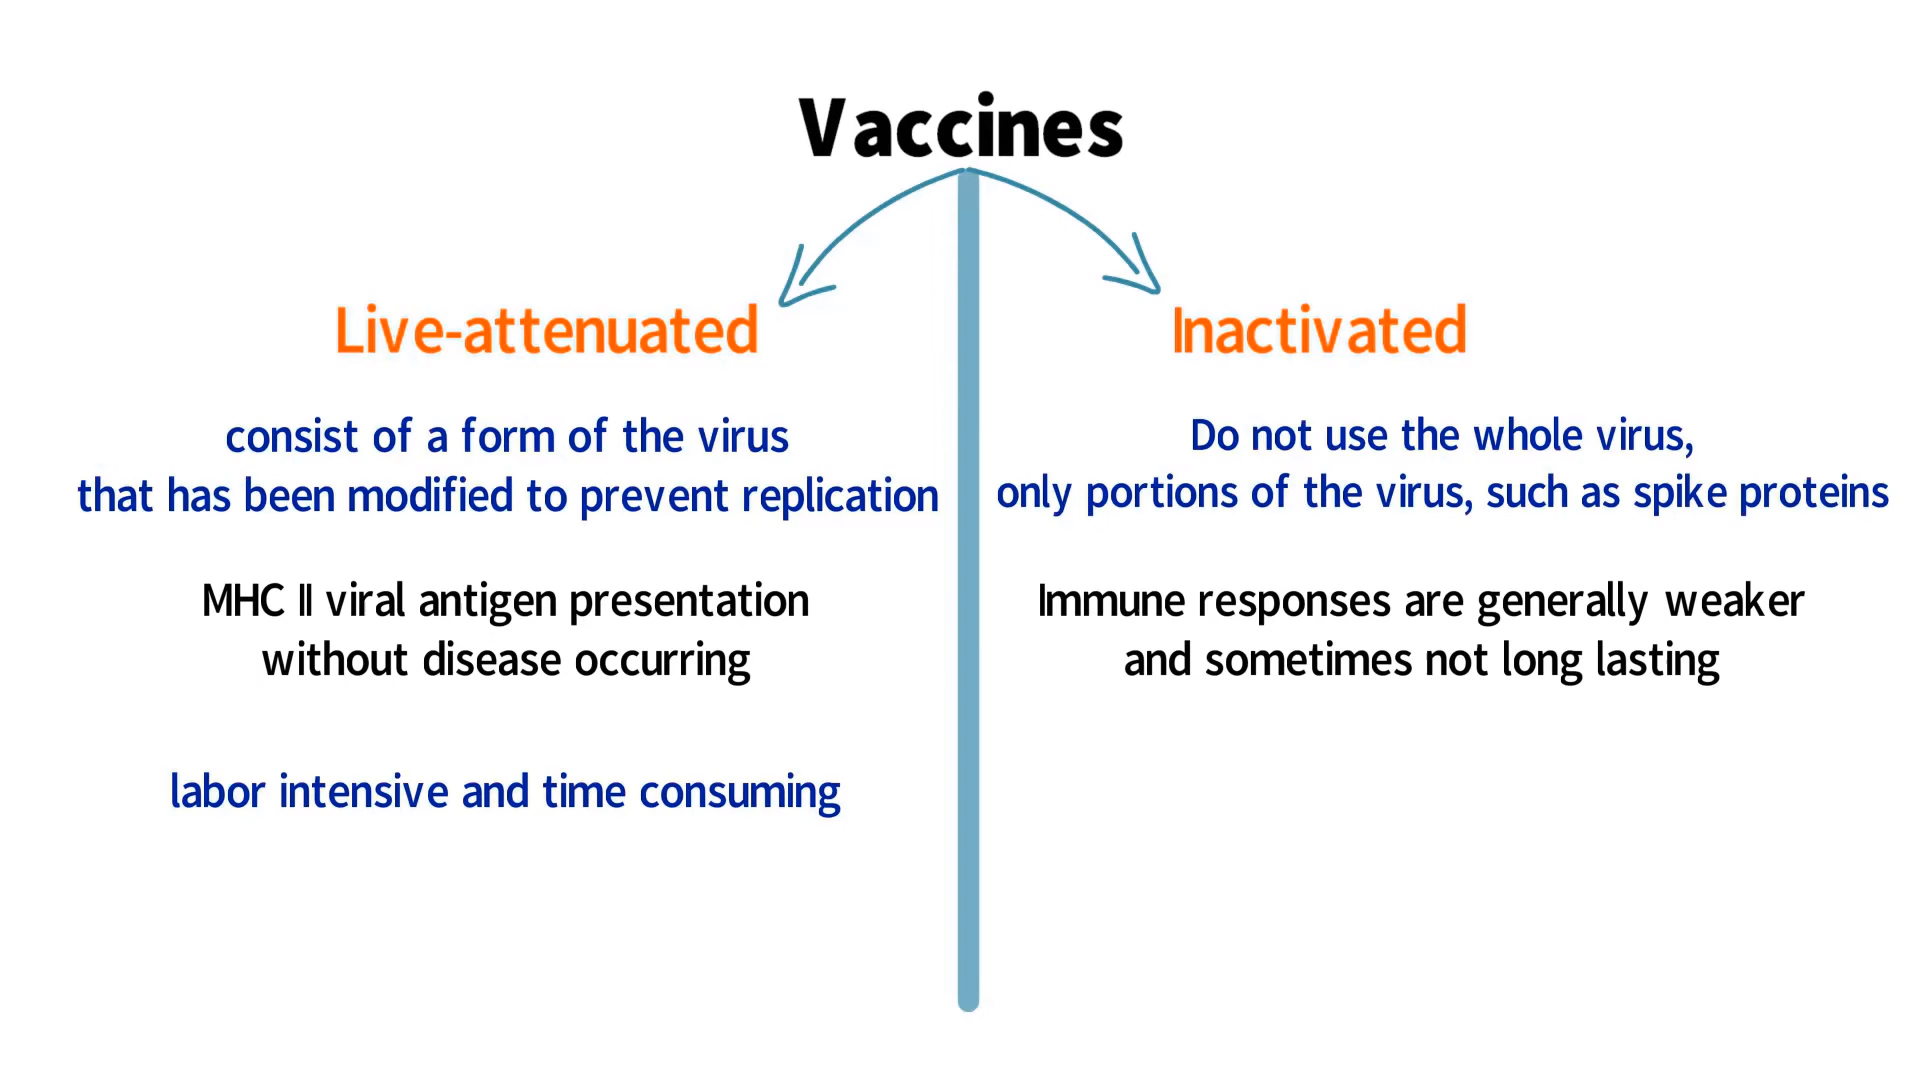 Vaccines
Live-attenuated
consist of a form of the virus
that has been modified to prevent replication
MHC II viral antigen presentation
without disease occurring
labor intensive and time consuming
Inactivated
Do not use the whole virus,
only portions of the virus, such as spike proteins
Immune responses are generally weaker
and sometimes not long lasting